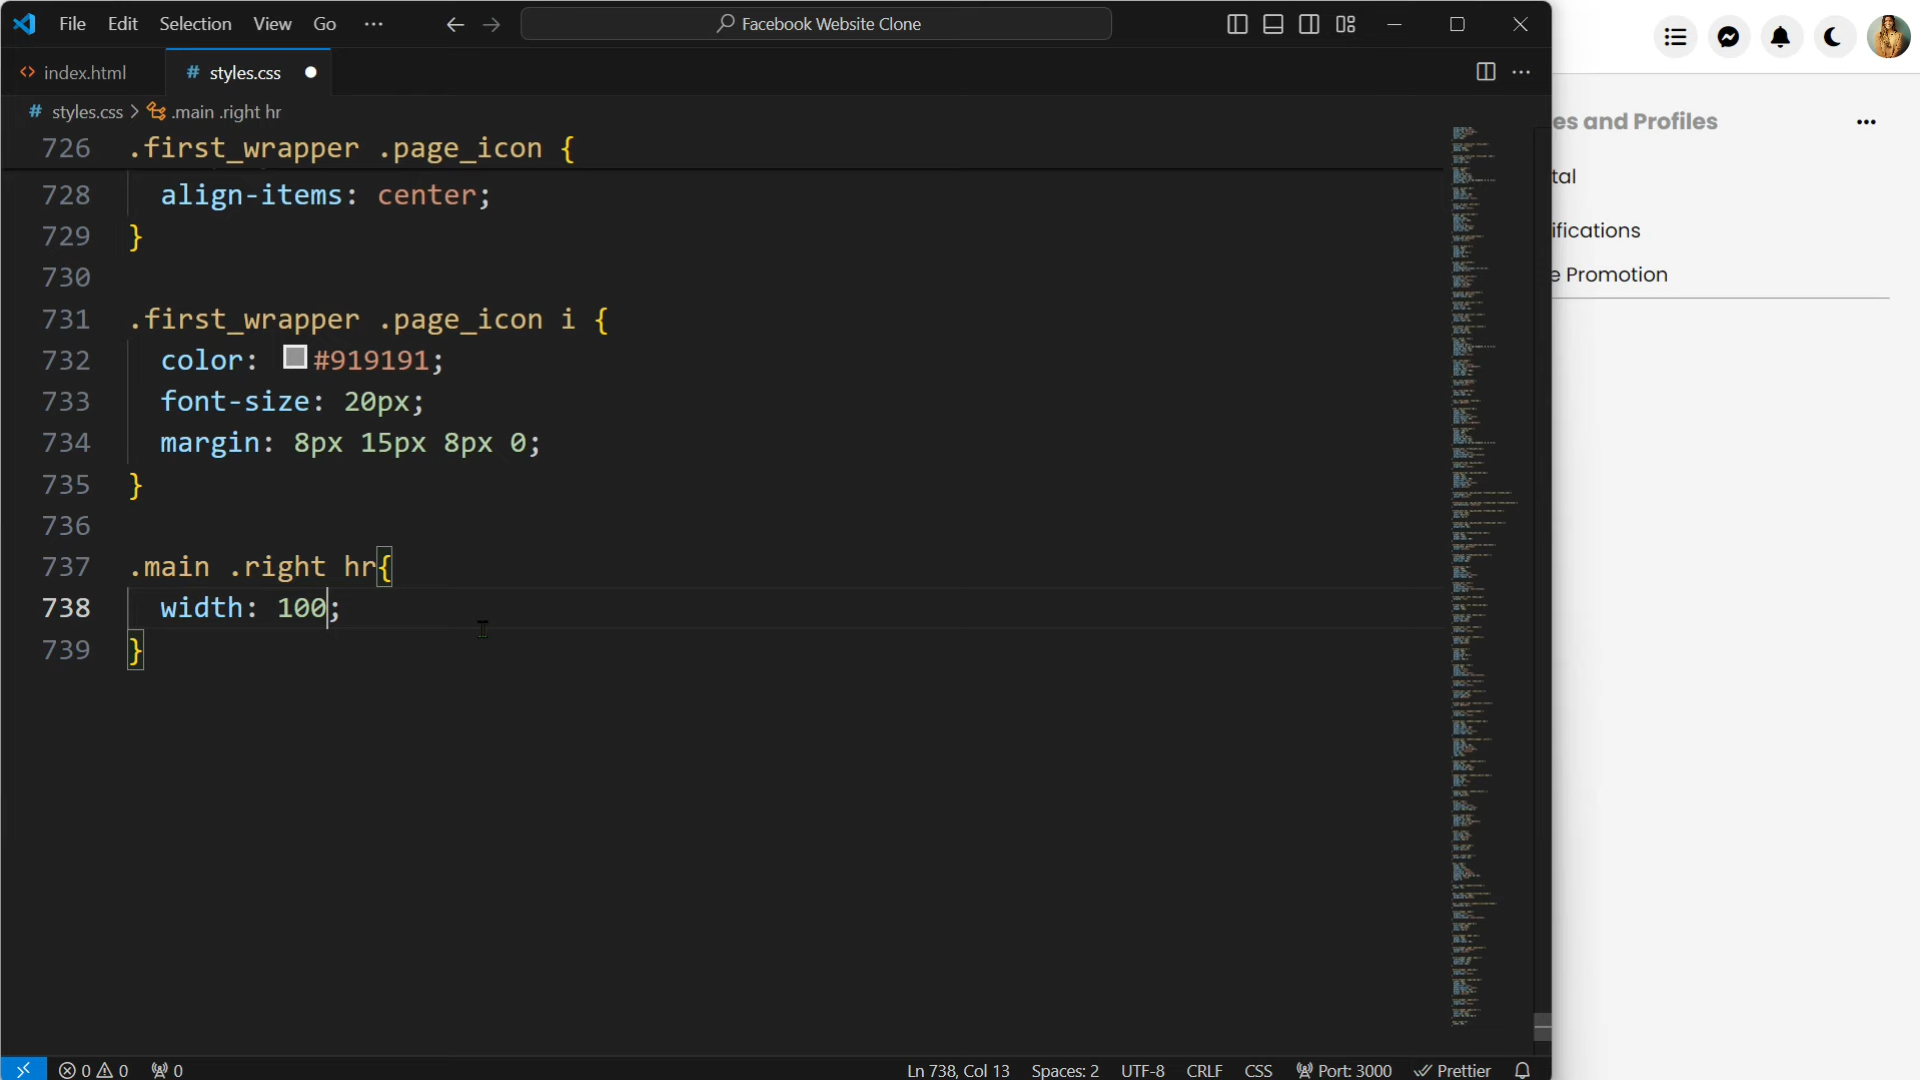 File Edit Selection View Go ··· Facebook Website Clone
index.html # styles.css
# styles.css > .main .right hr
726 .first_wrapper .page_icon {
728 align-items: center;
729 }
730
731 .first_wrapper .page_icon i {
732 color: #919191;
733 font-size: 20px;
734 margin: 8px 15px 8px 0;
735 }
736
737 .main .right hr{
738 width: 100;
739 }
0 0 0 Ln 738, Col 13 Spaces: 2 UTF-8 CRLF CSS Port: 3000 Prettier
es and Profiles
tal
ifications
e Promotion